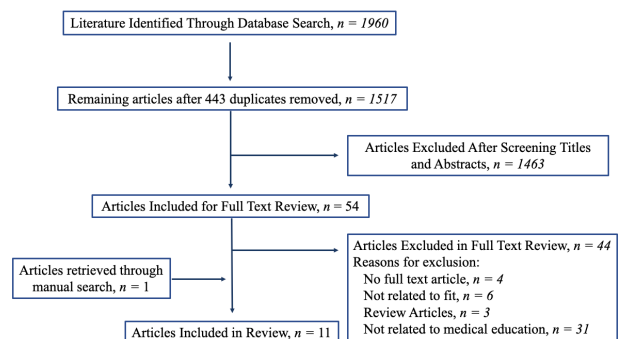 Literature Identified Through Database Search, n = 1960
Remaining articles after 443 duplicates removed, n = 1517
Articles Excluded After Screening Titles
and Abstracts, n = 1463
Articles Included for Full Text Review, n = 54
Articles Excluded in Full Text Review, n = 44
Reasons for exclusion:
No full text article, n = 4
Not related to fit, n = 6
Review Articles, n = 3
Not related to medical education, n = 31
Articles retrieved through
manual search, n = 1
Articles Included in Review, n = 11